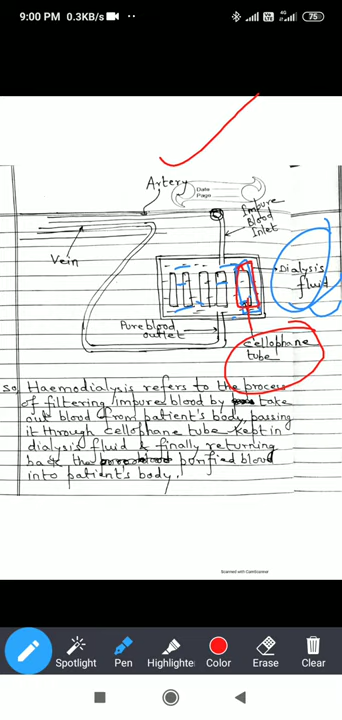 9:00 PM 0.3KB/s
4G
75
Artery
Date
Page
Impure
Blood
Inlet
Vein
Dialysis
fluid
Pure blood
outlet
cellophane
tube
so, Haemodialysis refers to the process
of filtering impure blood by take
out blood from patient's body, passing
it through cellophane tube kept in
dialysis fluid & finally returning
back the purified blood
into patient's body.
Scanned with CamScanner
Spotlight
Pen
Highlighter
Color
Erase
Clear